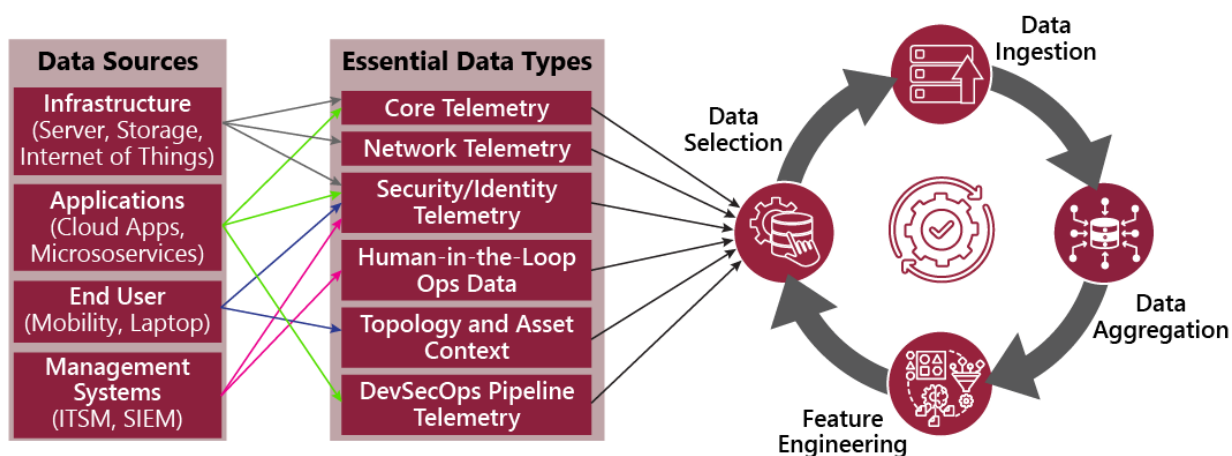 Data Sources
Infrastructure
(Server, Storage,
Internet of Things)
Applications
(Cloud Apps,
Micrososervices)
End User
(Mobility, Laptop)
Management
Systems
(ITSM, SIEM)
Essential Data Types
Core Telemetry
Network Telemetry
Security/Identity
Telemetry
Human-in-the-Loop
Ops Data
Topology and Asset
Context
DevSecOps Pipeline
Telemetry
Data
Selection
Data
Ingestion
Data
Aggregation
Feature
Engineering